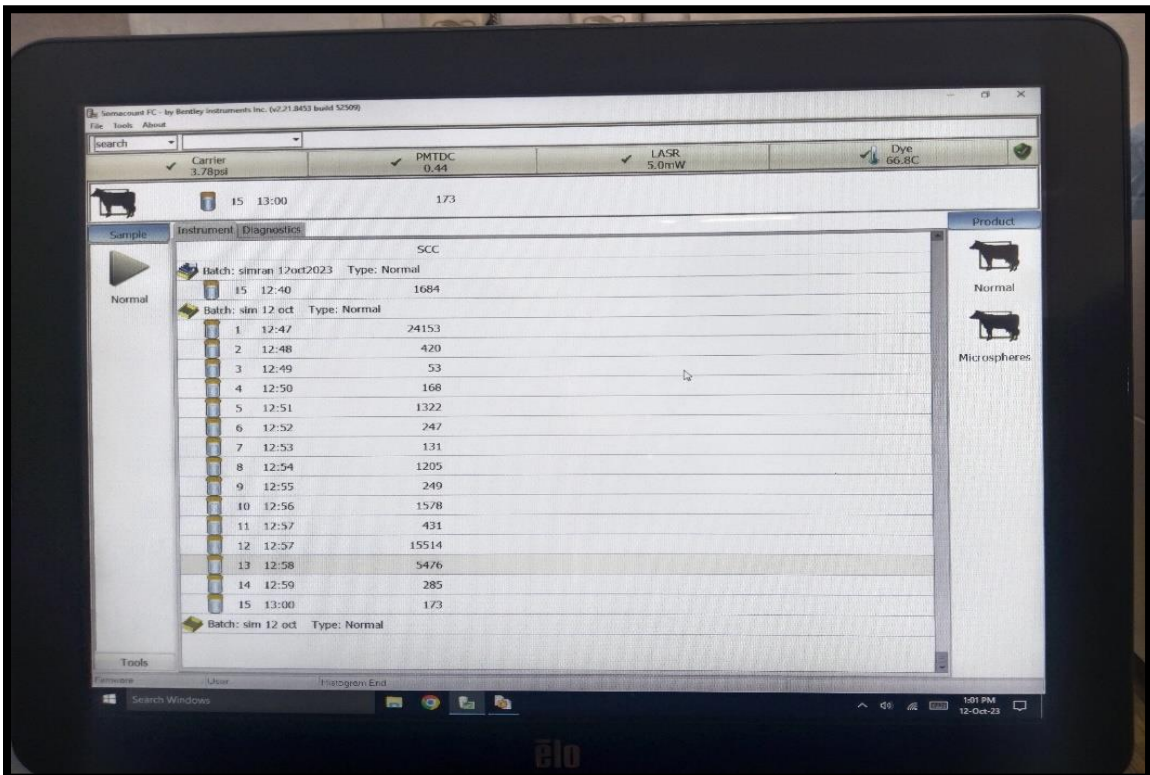 Somacount FC - by Bentley Instruments Inc. (v2.21.8453 build 52509)
File Tools About
search
Carrier PMTDC LASR Dye
3.78psi 0.44 5.0mW 66.8C
15 13:00 173
Sample Instrument Diagnostics Product
SCC
Batch: simran 12oct2023 Type: Normal
15 12:40 1684
Normal Normal
Batch: sim 12 oct Type: Normal
1 12:47 24153
2 12:48 420
Microspheres
3 12:49 53
4 12:50 168
5 12:51 1322
6 12:52 247
7 12:53 131
8 12:54 1205
9 12:55 249
10 12:56 1578
11 12:57 431
12 12:57 15514
13 12:58 5476
14 12:59 285
15 13:00 173
Batch: sim 12 oct Type: Normal
Tools
Firmware User Histogram End
Search Windows
1:01 PM
12-Oct-23
elo